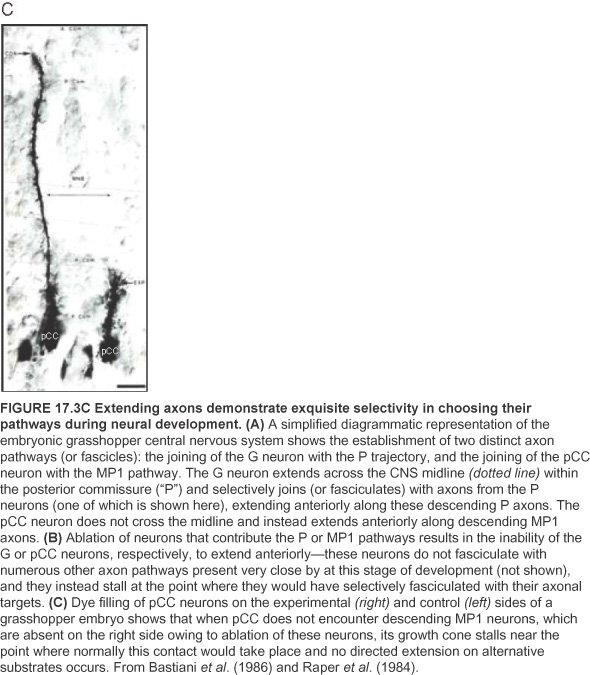 C
CON
A Com
P Com
MNB
A Com
EXP
P Com
pCC
pCC
FIGURE 17.3C Extending axons demonstrate exquisite selectivity in choosing their
pathways during neural development. (A) A simplified diagrammatic representation of the
embryonic grasshopper central nervous system shows the establishment of two distinct axon
pathways (or fascicles): the joining of the G neuron with the P trajectory, and the joining of the pCC
neuron with the MP1 pathway. The G neuron extends across the CNS midline (dotted line) within
the posterior commissure (“P”) and selectively joins (or fasciculates) with axons from the P
neurons (one of which is shown here), extending anteriorly along these descending P axons. The
pCC neuron does not cross the midline and instead extends anteriorly along descending MP1
axons. (B) Ablation of neurons that contribute the P or MP1 pathways results in the inability of the
G or pCC neurons, respectively, to extend anteriorly—these neurons do not fasciculate with
numerous other axon pathways present very close by at this stage of development (not shown),
and they instead stall at the point where they would have selectively fasciculated with their axonal
targets. (C) Dye filling of pCC neurons on the experimental (right) and control (left) sides of a
grasshopper embryo shows that when pCC does not encounter descending MP1 neurons, which
are absent on the right side owing to ablation of these neurons, its growth cone stalls near the
point where normally this contact would take place and no directed extension on alternative
substrates occurs. From Bastiani et al. (1986) and Raper et al. (1984).